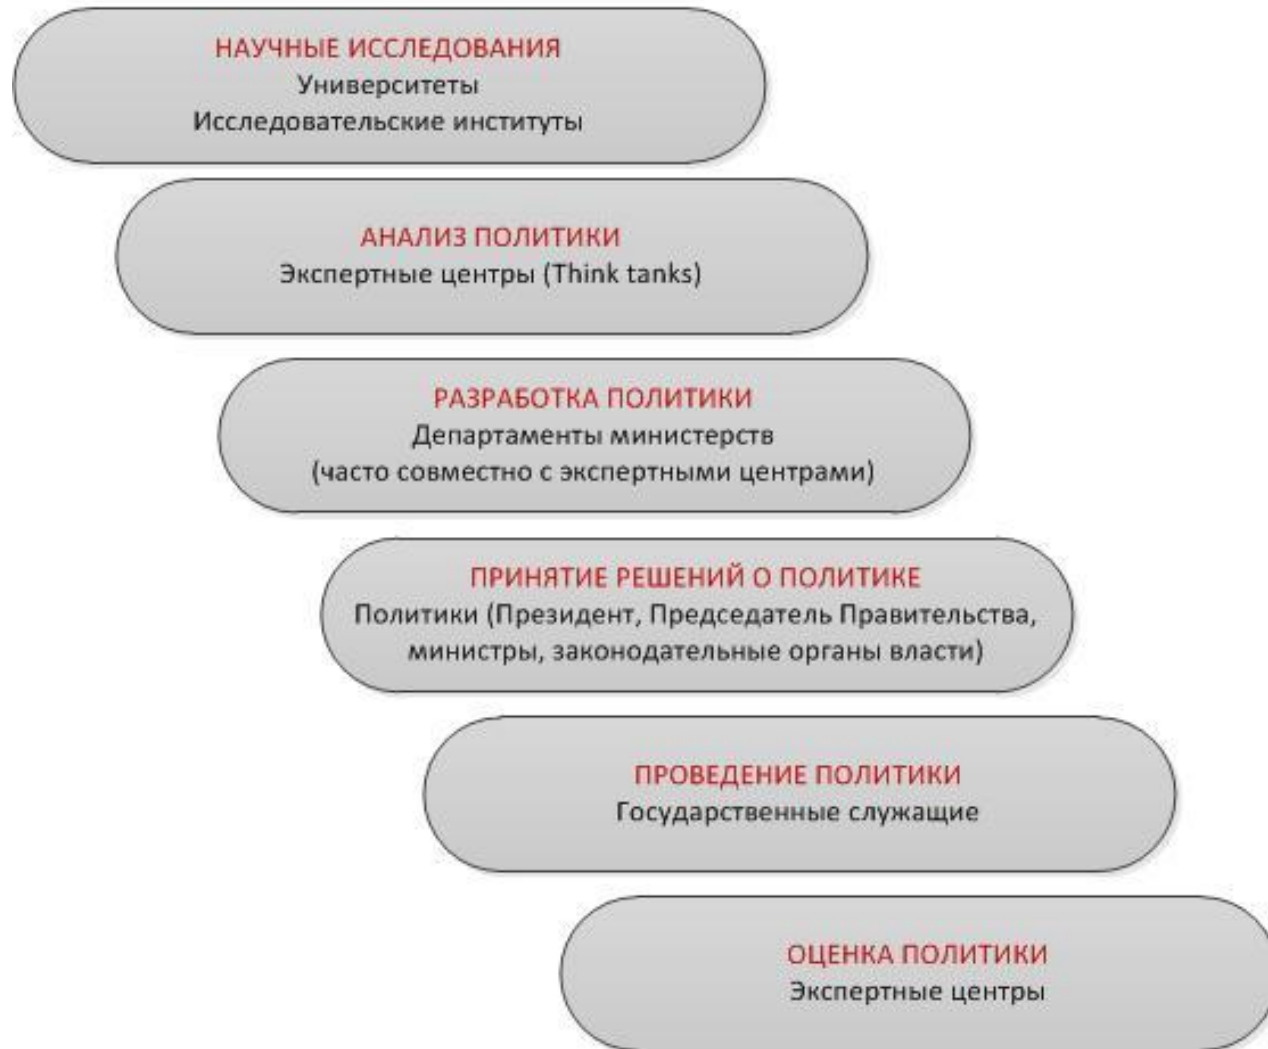 НАУЧНЫЕ ИССЛЕДОВАНИЯ
Университеты
Исследовательские институты
АНАЛИЗ ПОЛИТИКИ
Экспертные центры (Think tanks)
РАЗРАБОТКА ПОЛИТИКИ
Департаменты министерств
(часто совместно с экспертными центрами)
ПРИНЯТИЕ РЕШЕНИЙ О ПОЛИТИКЕ
Политики (Президент, Председатель Правительства,
министры, законодательные органы власти)
ПРОВЕДЕНИЕ ПОЛИТИКИ
Государственные служащие
ОЦЕНКА ПОЛИТИКИ
Экспертные центры